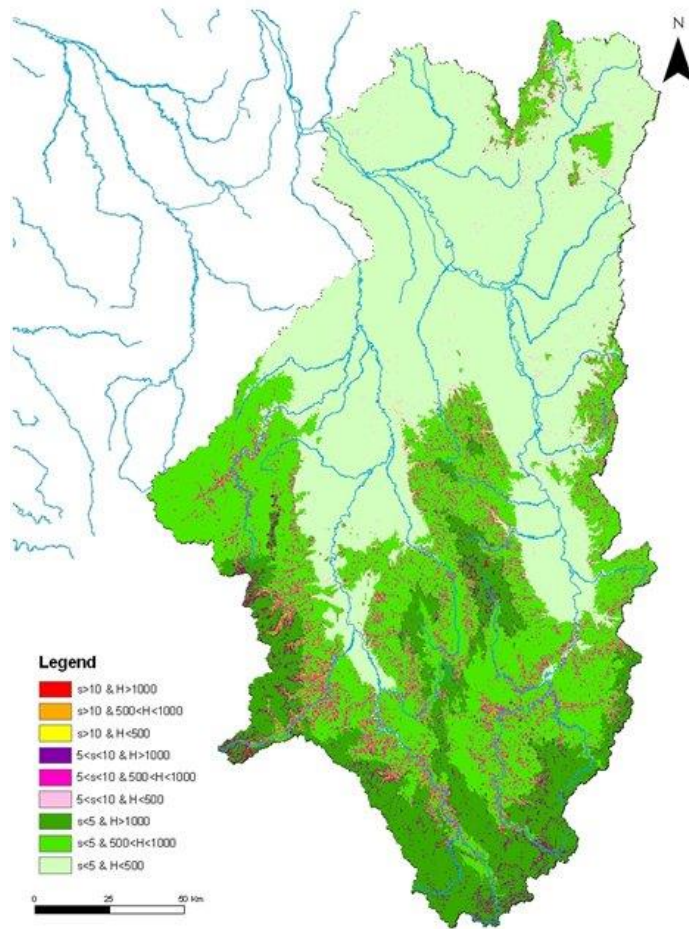 N
Legend
s>10 & H>1000
s>10 & 500<H<1000
s>10 & H<500
5<s<10 & H>1000
5<s<10 & 500<H<1000
5<s<10 & H<500
s<5 & H>1000
s<5 & 500<H<1000
s<5 & H<500
0 25 50 Km